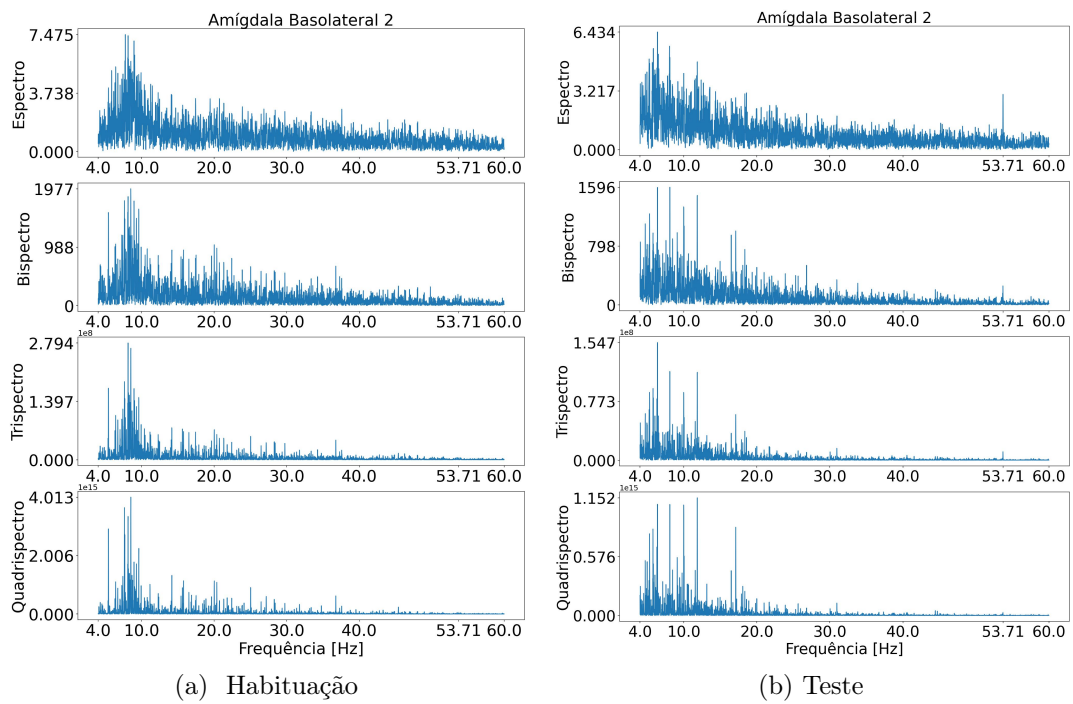 Amígdala Basolateral 2
7.475
3.738
0.000
Espectro
4.0 10.0 20.0 30.0 40.0 53.71 60.0
1977
988
0
Bispectro
4.0 10.0 20.0 30.0 40.0 53.71 60.0
1e8
2.794
1.397
0.000
Trispectro
4.0 10.0 20.0 30.0 40.0 53.71 60.0
1e15
4.013
2.006
0.000
Quadrispectro
4.0 10.0 20.0 30.0 40.0 53.71 60.0
Frequência [Hz]
(a) Habituação
Amígdala Basolateral 2
6.434
3.217
0.000
Espectro
4.0 10.0 20.0 30.0 40.0 53.71 60.0
1596
798
0
Bispectro
4.0 10.0 20.0 30.0 40.0 53.71 60.0
1e8
1.547
0.773
0.000
Trispectro
4.0 10.0 20.0 30.0 40.0 53.71 60.0
1e15
1.152
0.576
0.000
Quadrispectro
4.0 10.0 20.0 30.0 40.0 53.71 60.0
Frequência [Hz]
(b) Teste